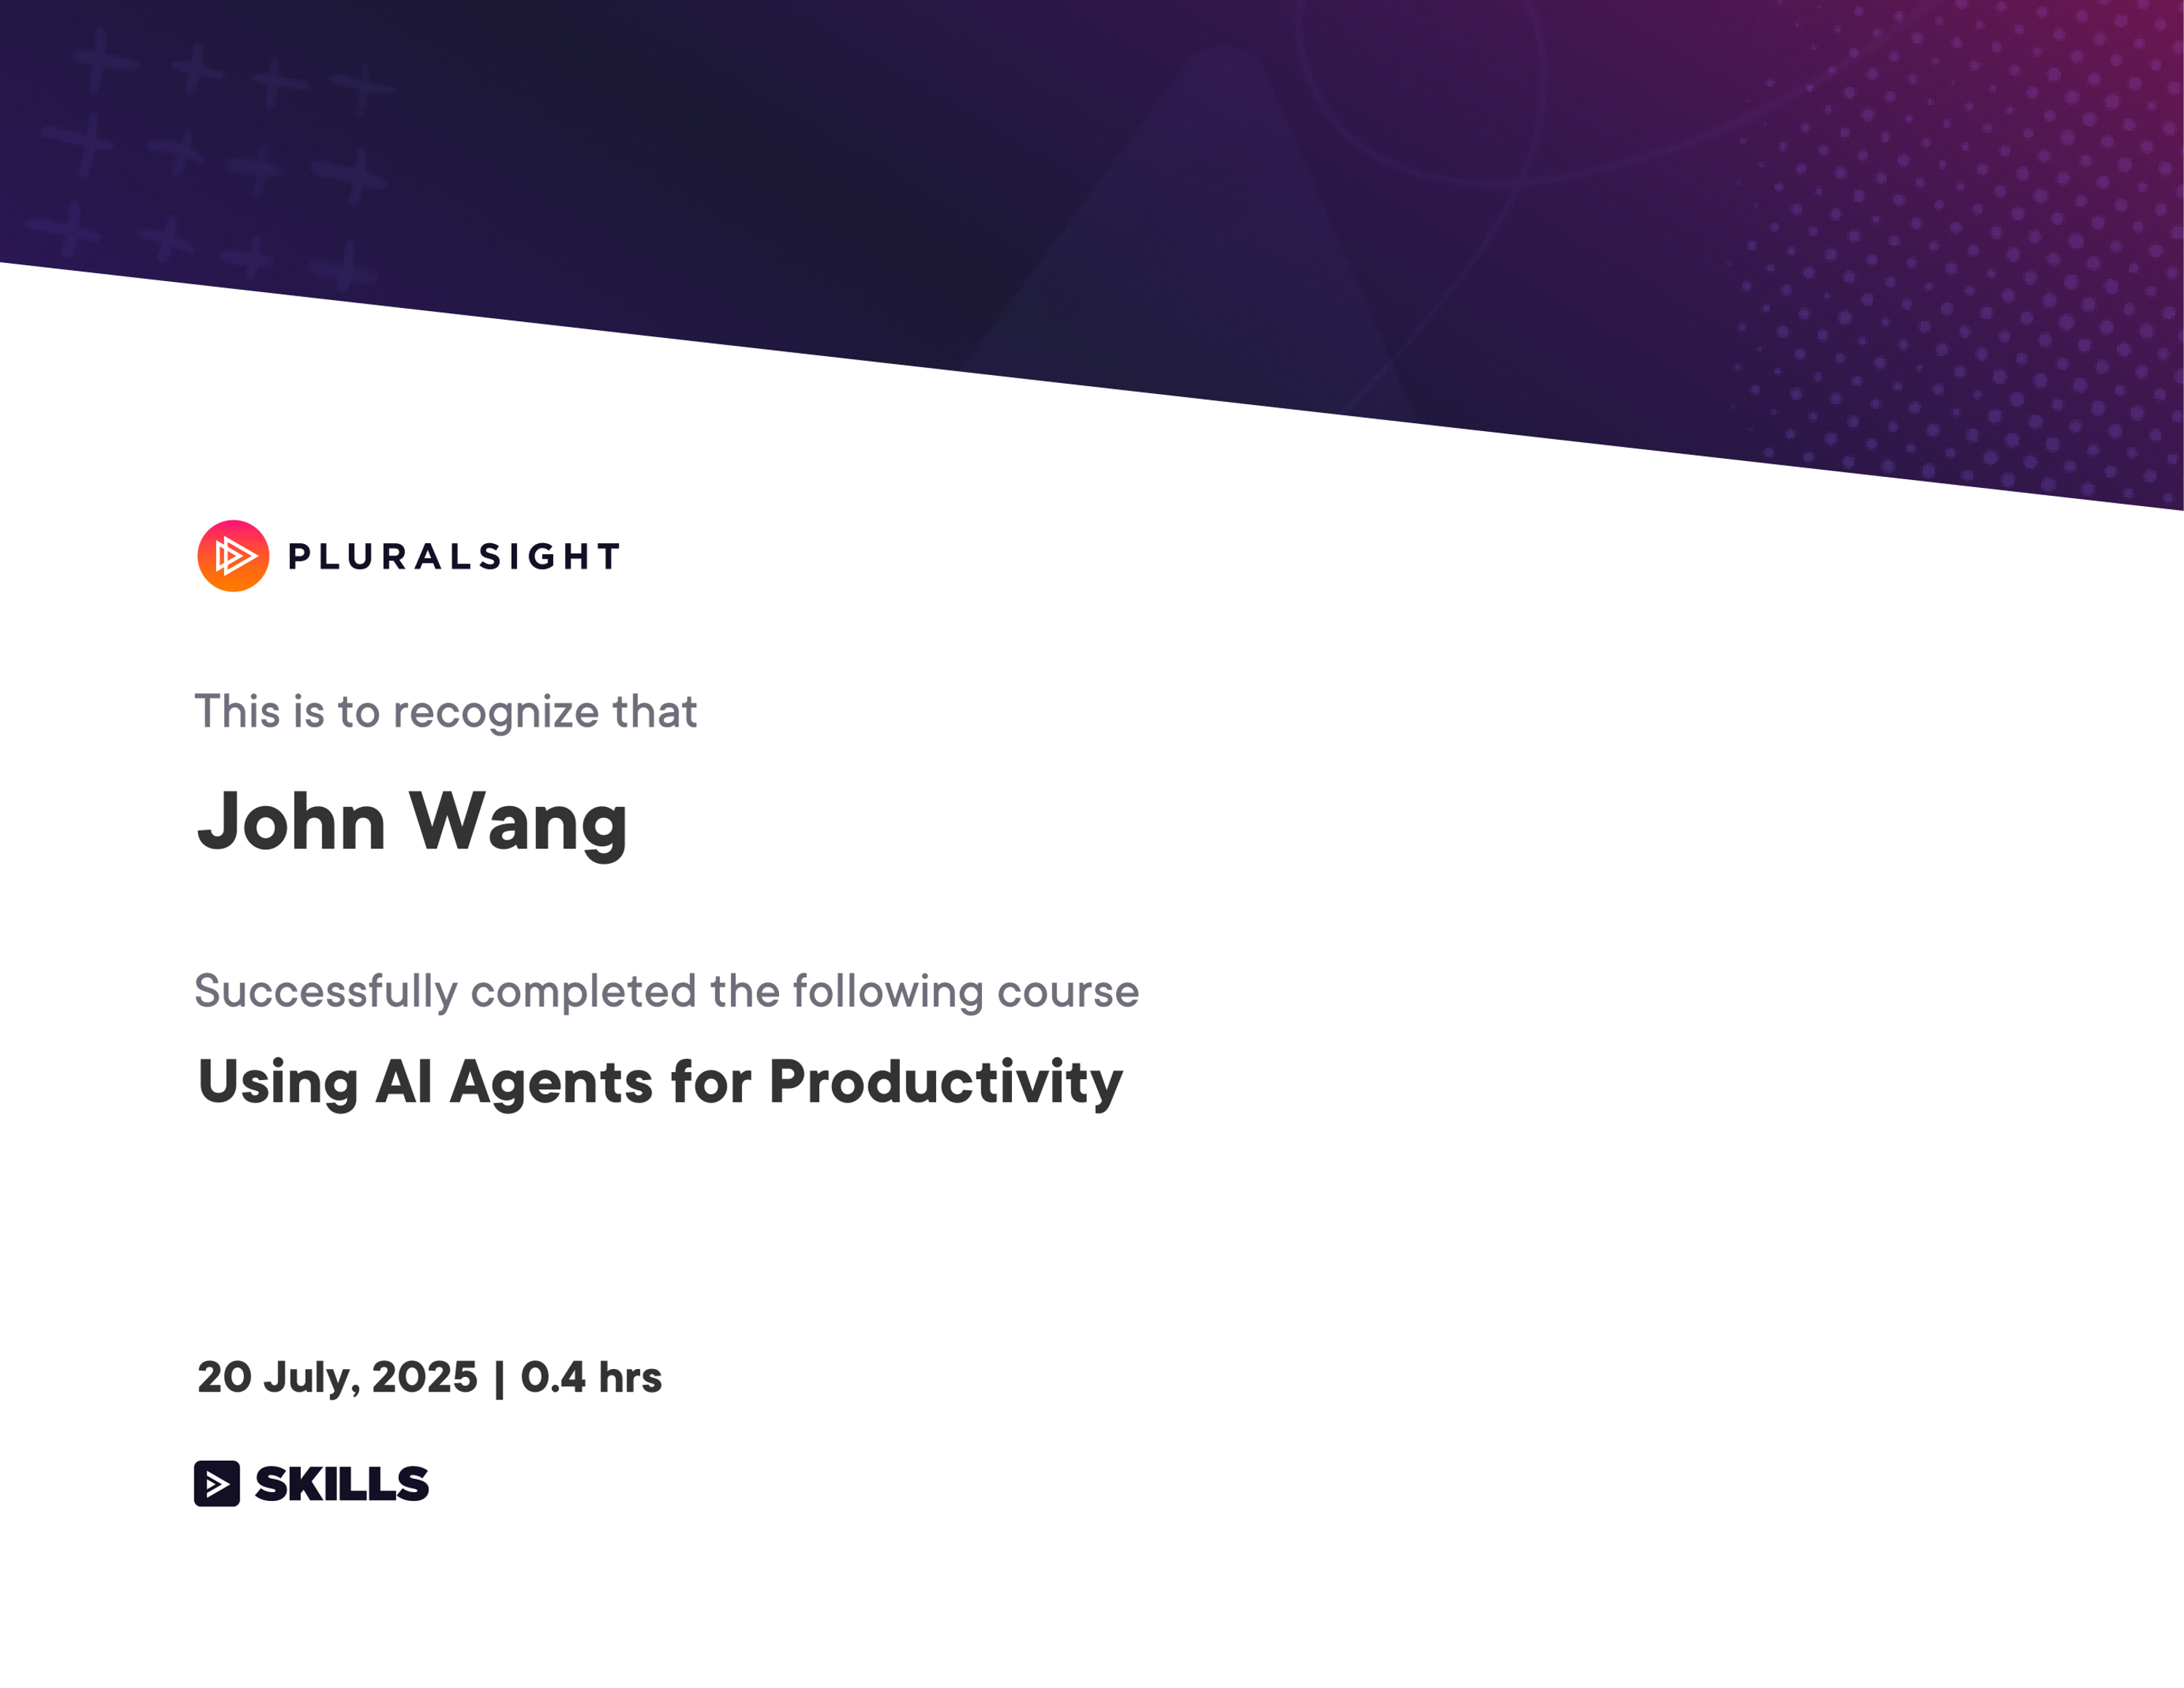 PLURALSIGHT
This is to recognize that
John Wang
Successfully completed the following course
Using AI Agents for Productivity
20 July, 2025 | 0.4 hrs
SKILLS